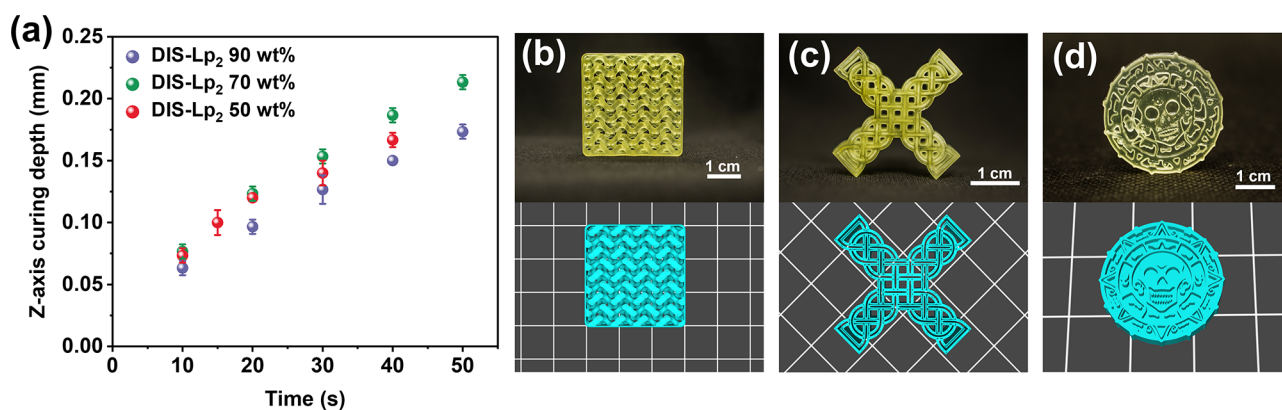 (a)
0.25
0.20
0.15
0.10
0.05
0.00
Z-axis curing depth (mm)
DIS-Lp₂ 90 wt%
DIS-Lp₂ 70 wt%
DIS-Lp₂ 50 wt%
0 10 20 30 40 50
Time (s)
(b)
1 cm
(c)
1 cm
(d)
1 cm